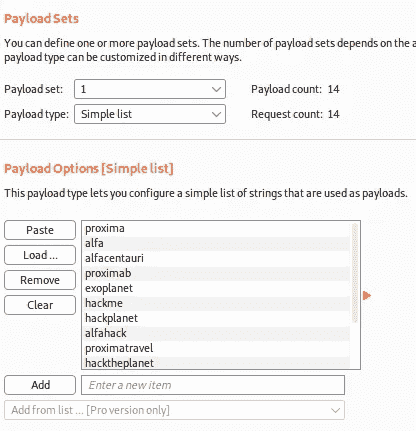 Payload Sets
You can define one or more payload sets. The number of payload sets depends on the a
payload type can be customized in different ways.
Payload set: 1 Payload count: 14
Payload type: Simple list Request count: 14
Payload Options [Simple list]
This payload type lets you configure a simple list of strings that are used as payloads.
Paste
Load ...
Remove
Clear
proxima
alfa
alfacentauri
proximab
exoplanet
hackme
hackplanet
alfahack
proximatravel
hacktheplanet
Add Enter a new item
Add from list ... [Pro version only]